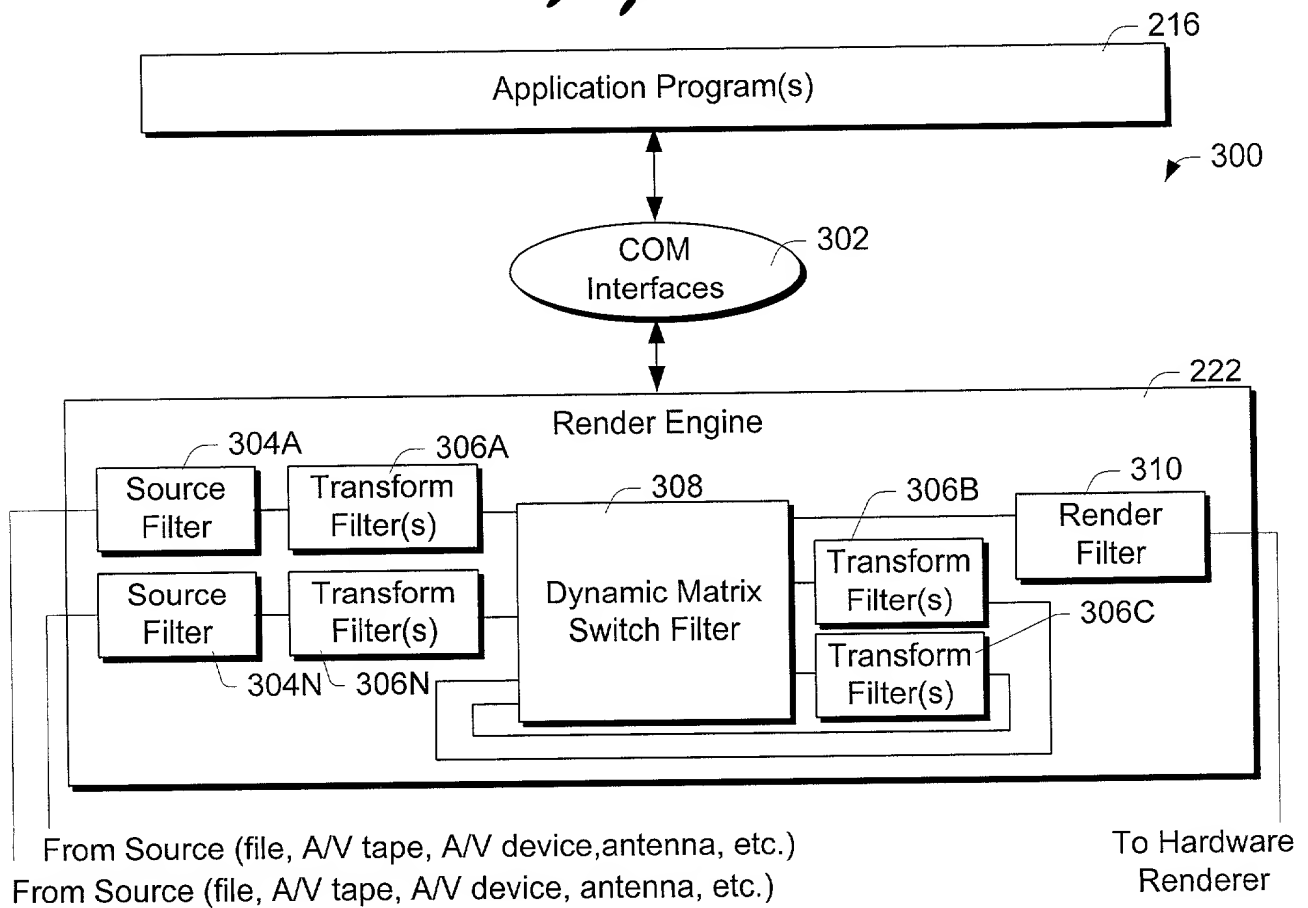 216
Application Program(s)
300
COM
Interfaces
302
222
Render Engine
304A
306A
308
306B
310
Source
Filter
Transform
Filter(s)
Render
Filter
Source
Filter
Transform
Filter(s)
Dynamic Matrix
Switch Filter
Transform
Filter(s)
306C
Transform
Filter(s)
304N
306N
From Source (file, A/V tape, A/V device,antenna, etc.)
From Source (file, A/V tape, A/V device, antenna, etc.)
To Hardware
Renderer